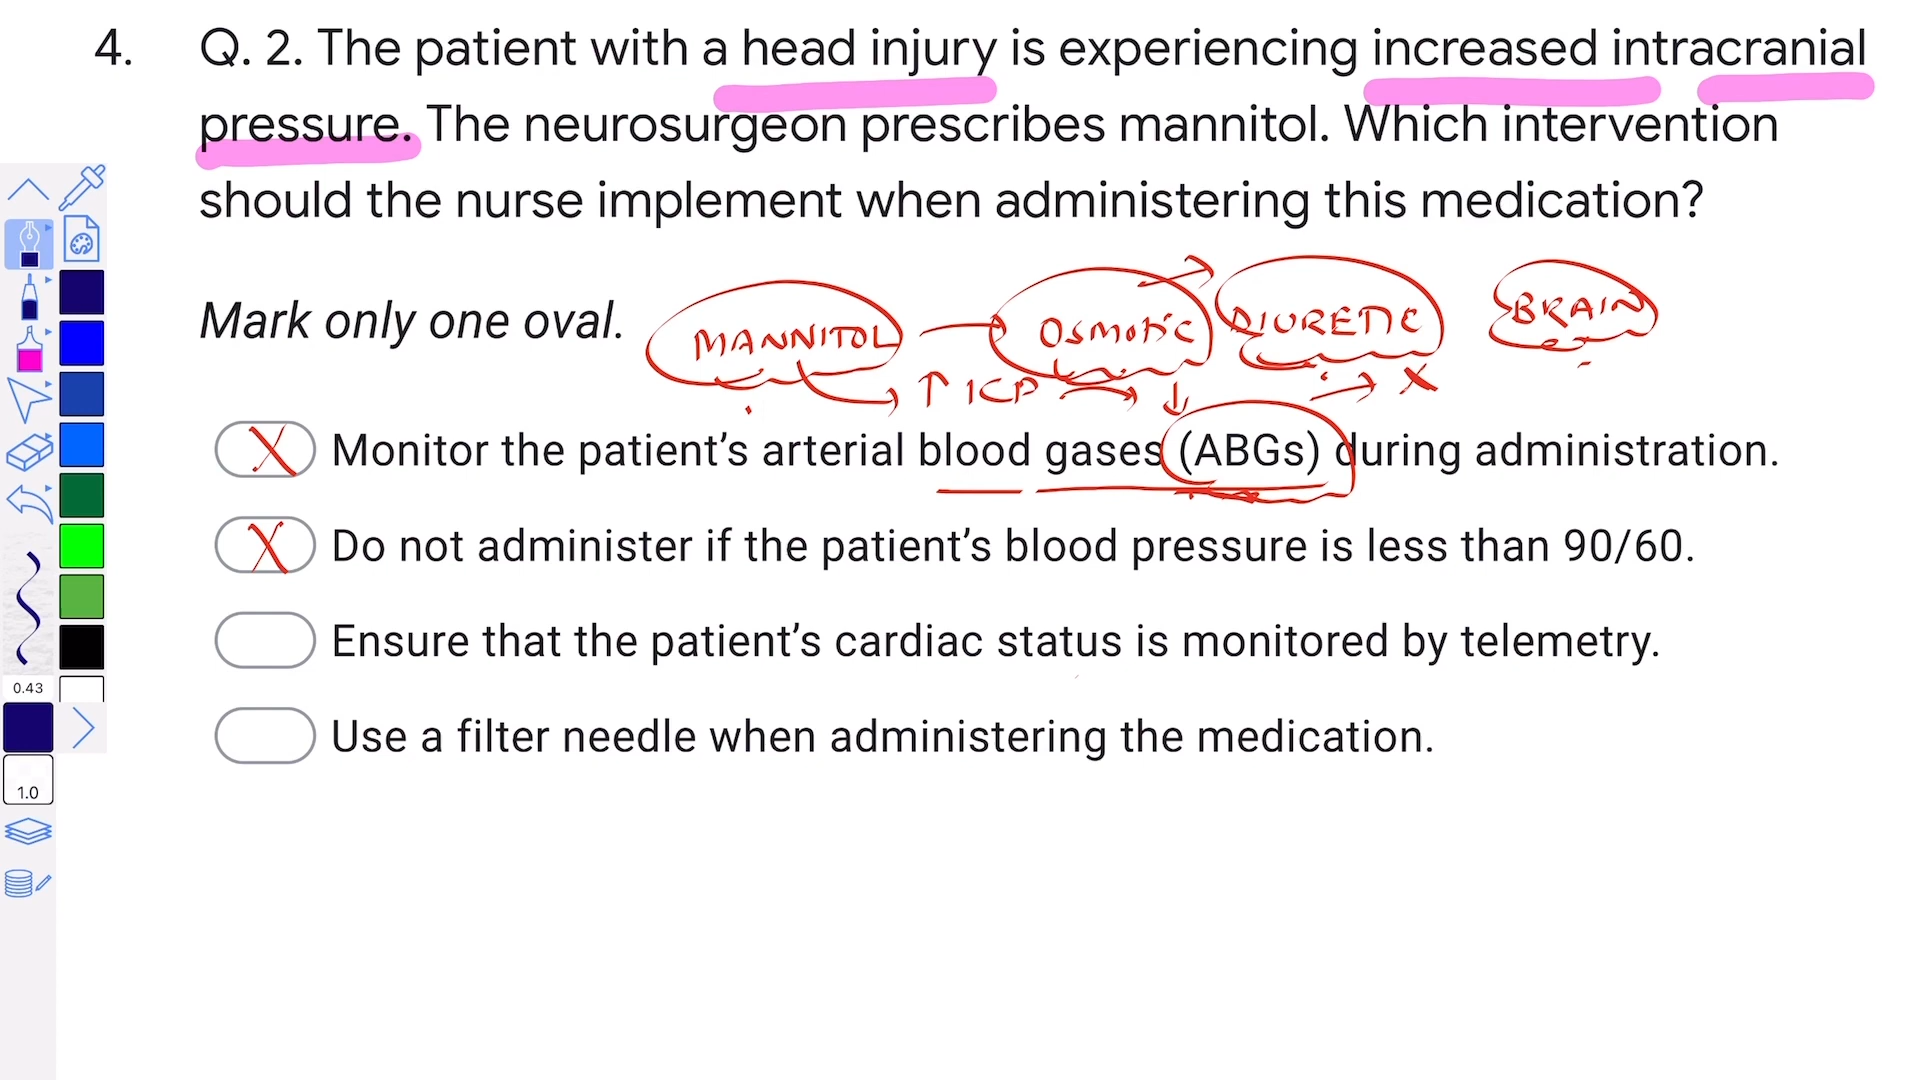 4. Q. 2. The patient with a head injury is experiencing increased intracranial
pressure. The neurosurgeon prescribes mannitol. Which intervention
should the nurse implement when administering this medication?
Mark only one oval.
MANNITOL → OSMOTIC → DIURETIC BRAIN
→ ↑ ICP → ↓ → X
X Monitor the patient’s arterial blood gases (ABGs) during administration.
X Do not administer if the patient’s blood pressure is less than 90/60.
Ensure that the patient’s cardiac status is monitored by telemetry.
Use a filter needle when administering the medication.
0.43
1.0